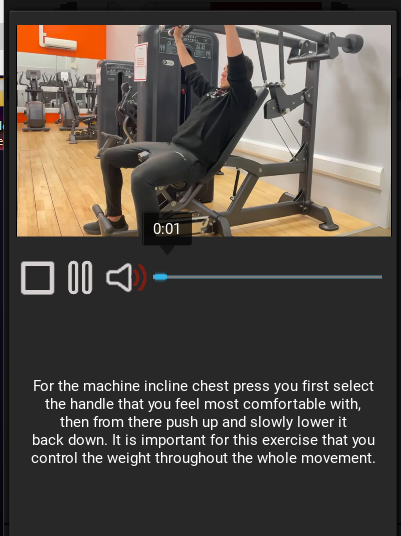 0:01
For the machine incline chest press you first select
the handle that you feel most comfortable with,
then from there push up and slowly lower it
back down. It is important for this exercise that you
control the weight throughout the whole movement.